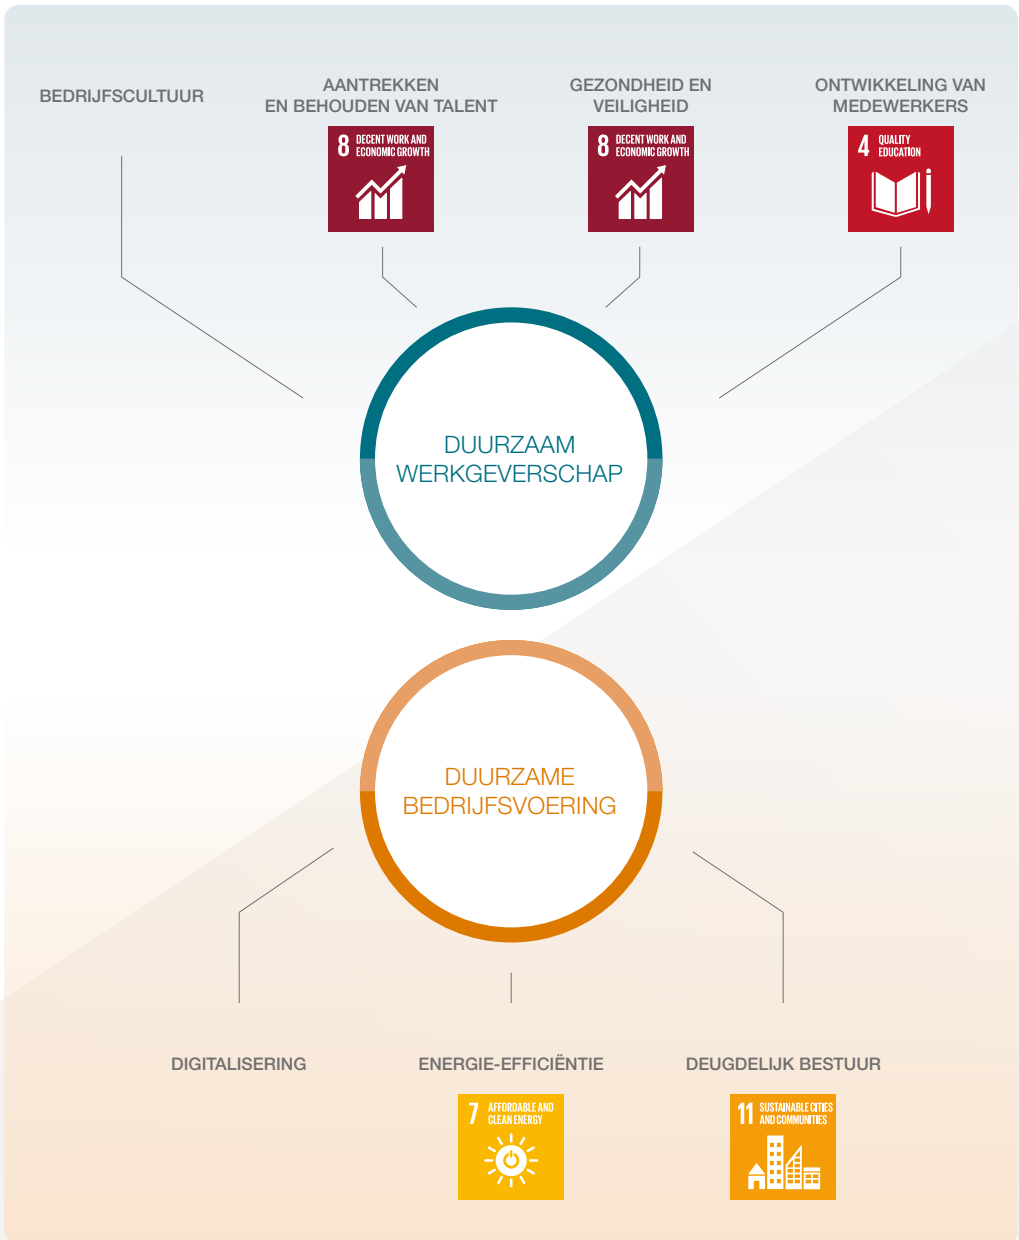 BEDRIJFSCULTUUR
AANTREKKEN
EN BEHOUDEN VAN TALENT
8 DECENT WORK AND
ECONOMIC GROWTH
GEZONDHEID EN
VEILIGHEID
8 DECENT WORK AND
ECONOMIC GROWTH
ONTWIKKELING VAN
MEDEWERKERS
4 QUALITY
EDUCATION
DUURZAAM
WERKGEVERSCHAP
DUURZAME
BEDRIJFSVOERING
DIGITALISERING
ENERGIE-EFFICIËNTIE
7 AFFORDABLE AND
CLEAN ENERGY
DEUGDELIJK BESTUUR
11 SUSTAINABLE CITIES
AND COMMUNITIES